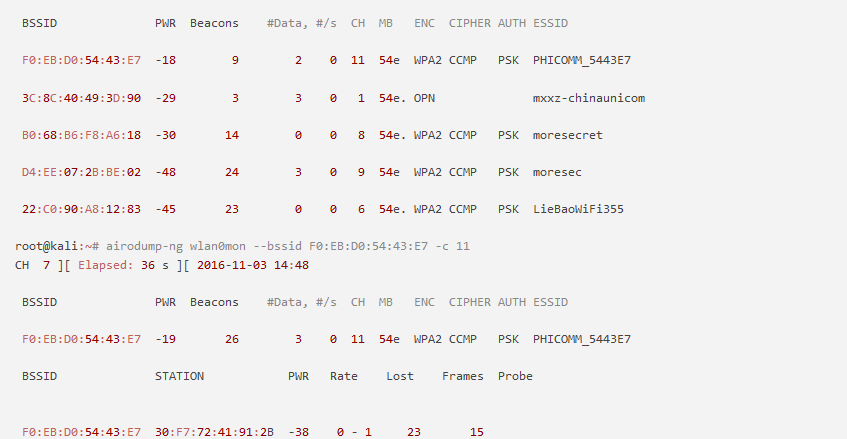 BSSID PWR Beacons #Data, #/s CH MB ENC CIPHER AUTH ESSID
F0:EB:D0:54:43:E7 -18 9 2 0 11 54e WPA2 CCMP PSK PHICOMM_5443E7
3C:8C:40:49:3D:90 -29 3 3 0 1 54e. OPN mxxz-chinaunicom
B0:68:B6:F8:A6:18 -30 14 0 0 8 54e. WPA2 CCMP PSK moresecret
D4:EE:07:2B:BE:02 -48 24 3 0 9 54e WPA2 CCMP PSK moresec
22:C0:90:A8:12:83 -45 23 0 0 6 54e. WPA2 CCMP PSK LieBaoWiFi355
root@kali:~# airodump-ng wlan0mon --bssid F0:EB:D0:54:43:E7 -c 11
CH 7 ][ Elapsed: 36 s ][ 2016-11-03 14:48
BSSID PWR Beacons #Data, #/s CH MB ENC CIPHER AUTH ESSID
F0:EB:D0:54:43:E7 -19 26 3 0 11 54e WPA2 CCMP PSK PHICOMM_5443E7
BSSID STATION PWR Rate Lost Frames Probe
F0:EB:D0:54:43:E7 30:F7:72:41:91:2B -38 0 - 1 23 15